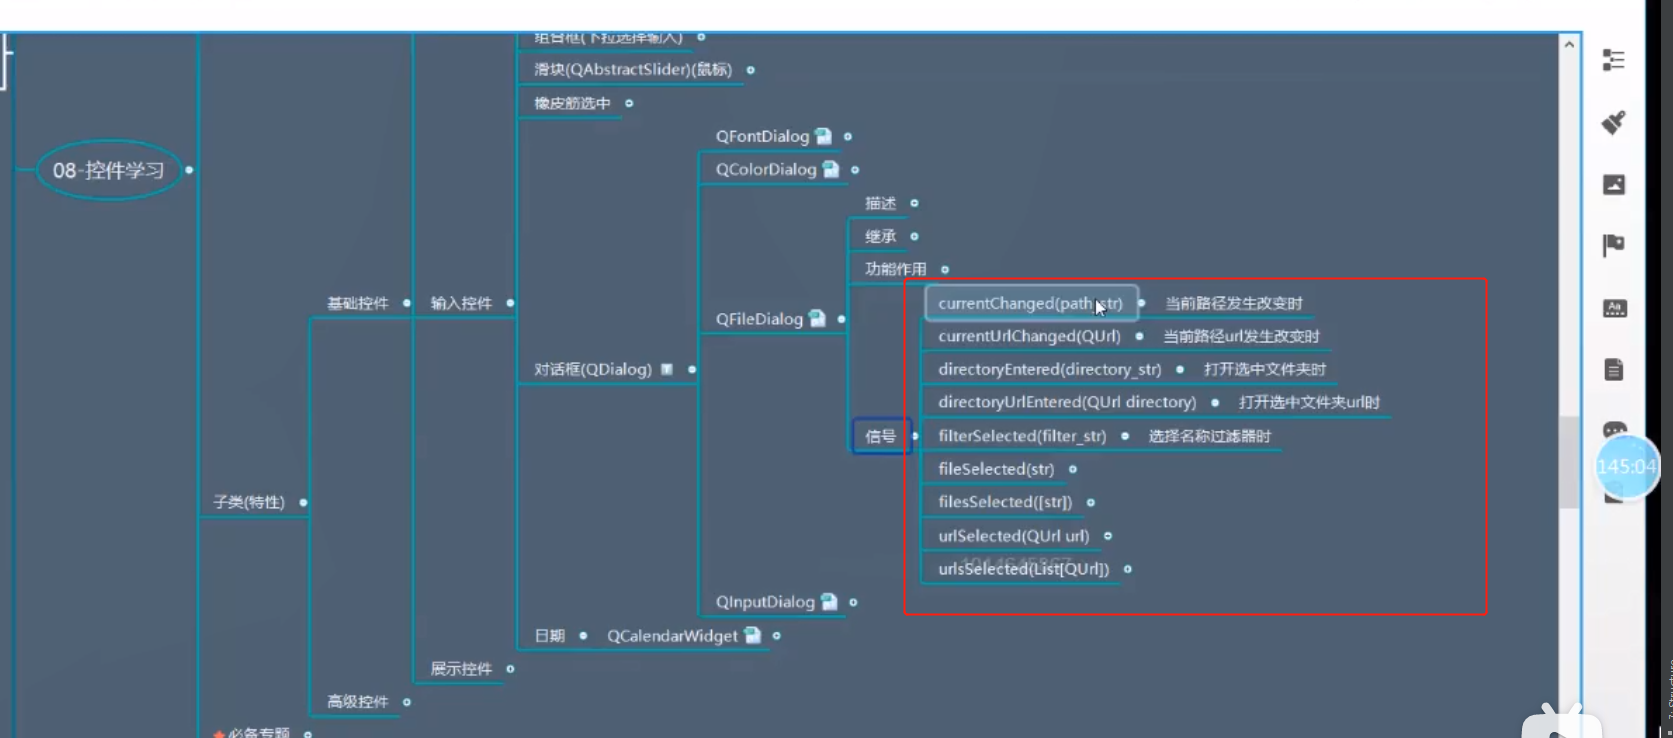 组合框(下拉选择输入)
滑块(QAbstractSlider)(鼠标)
橡皮筋选中
QFontDialog
QColorDialog
08-控件学习
描述
继承
功能作用
基础控件
输入控件
QFileDialog
currentChanged(path_str) 当前路径发生改变时
currentUrlChanged(QUrl) 当前路径url发生改变时
对话框(QDialog)
directoryEntered(directory_str) 打开选中文件夹时
directoryUrlEntered(QUrl directory) 打开选中文件夹url时
信号
filterSelected(filter_str) 选择名称过滤器时
fileSelected(str)
145:04
子类(特性)
filesSelected([str])
urlSelected(QUrl url)
urlsSelected(List[QUrl])
QInputDialog
日期 QCalendarWidget
展示控件
高级控件
必备专题
Aa
7: Structure